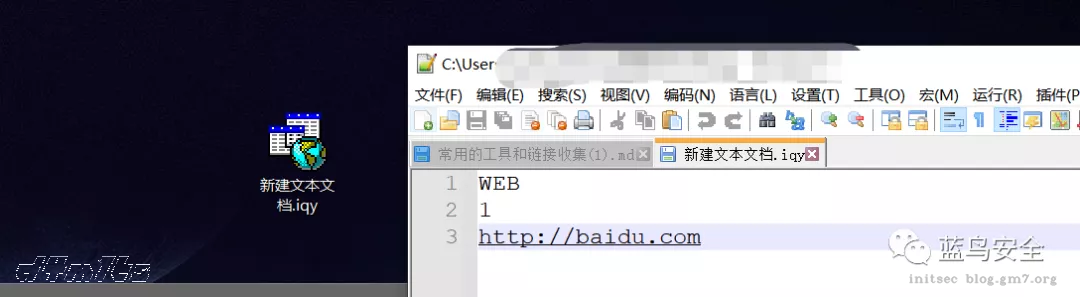 C:\Users
文件(F) 编辑(E) 搜索(S) 视图(V) 编码(N) 语言(L) 设置(T) 工具(O) 宏(M) 运行(R) 插件(P
常用的工具和链接收集(1).md 新建文本文档.iqy
新建文本文
档.iqy
1 WEB
2 1
3 http://baidu.com
蓝鸟安全
initsec blog.gm7.org